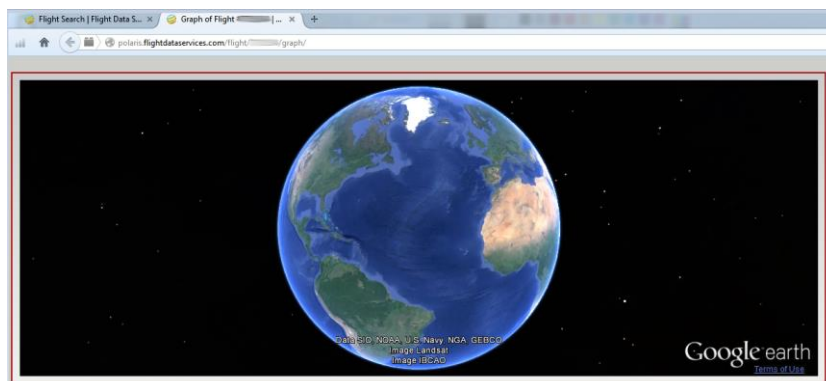 Flight Search | Flight Data S...
Graph of Flight | ...
polaris.flightdataservices.com/flight/ /graph/
Data SIO, NOAA, U.S. Navy, NGA, GEBCO
Image Landsat
Image IBCAO
Google earth
Terms of Use